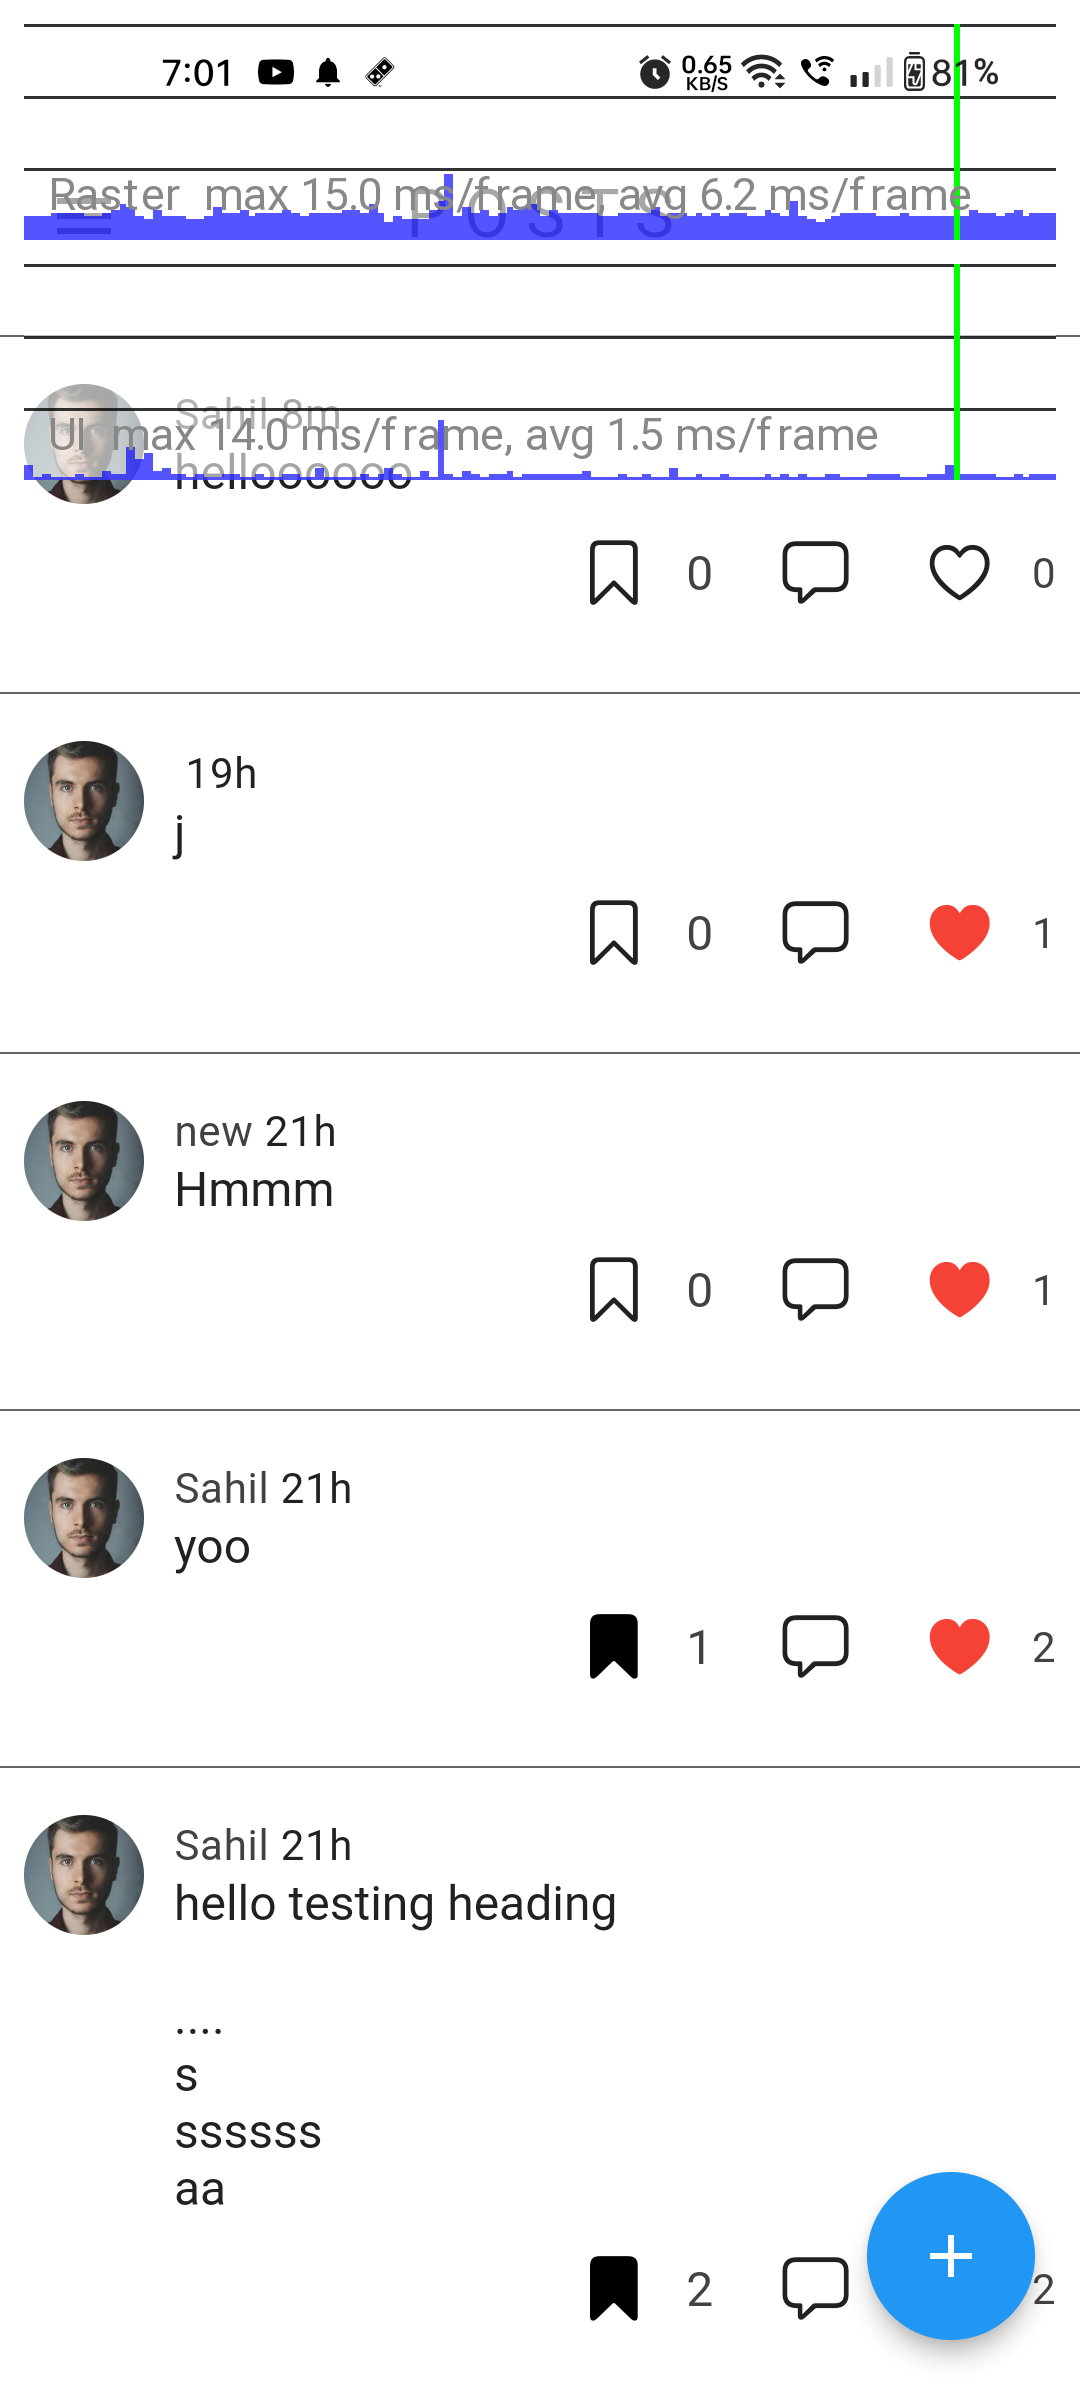 7:01 0.65 KB/S 81%
Raster max 15.0 ms/frame, avg 6.2 ms/frame
POSTS
Sahil 8m
UI max 14.0 ms/frame, avg 1.5 ms/frame
helloooooo
0 0
19h
j
0 1
new 21h
Hmmm
0 1
Sahil 21h
yoo
1 2
Sahil 21h
hello testing heading
....
s
ssssss
aa
2 2